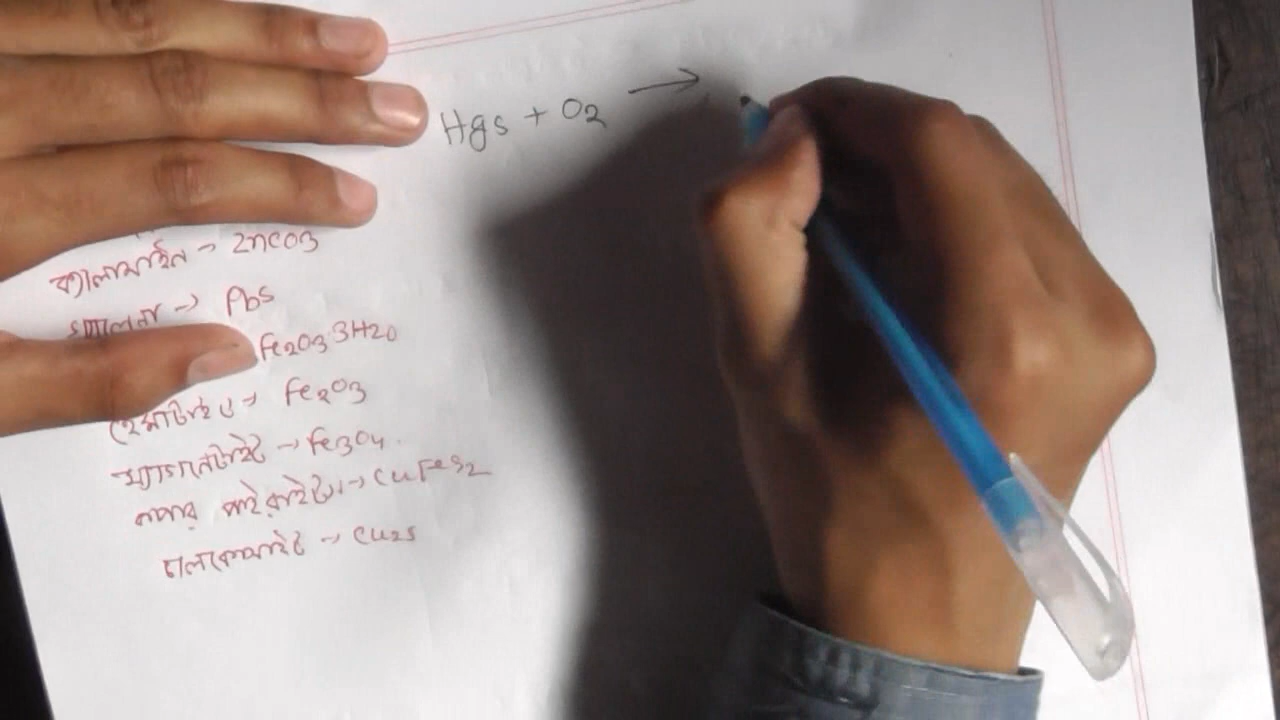 Hgs + O2 →
ক্যালামাইন → ZnCO3
গ্যালেনা → Pbs
Fe2O3 3H2O
হেমাটাইট → Fe2O3
ম্যাগনেটাইট → Fe3O4
কপার পাইরাইটস → CuFeS2
চালকোসাইট → Cu2S